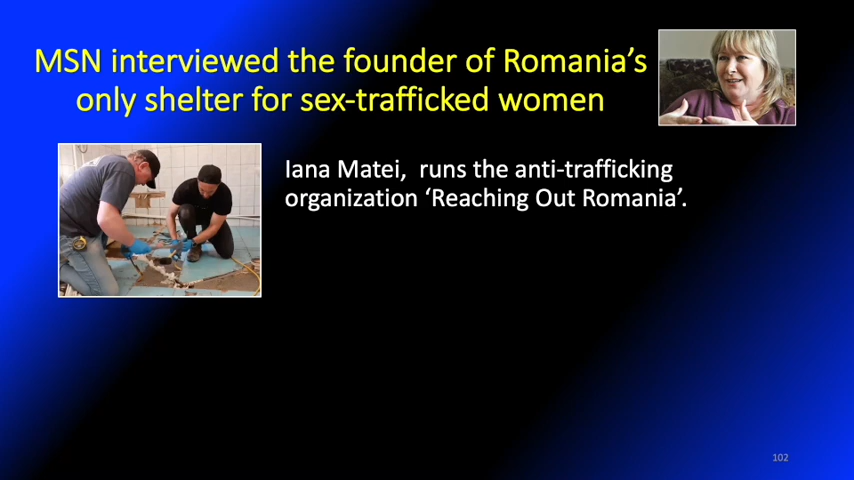 MSN interviewed the founder of Romania’s
only shelter for sex-trafficked women
Iana Matei,  runs the anti-trafficking
organization ‘Reaching Out Romania’.
102